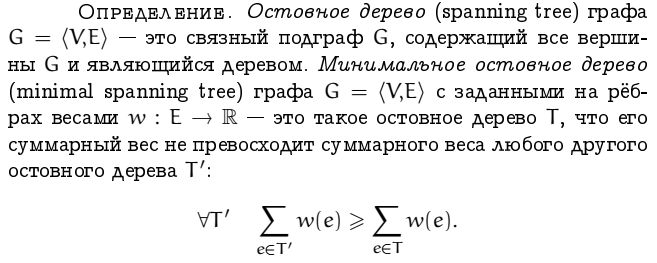 Определение. Остовное дерево (spanning tree) графа
G = ⟨V,E⟩ — это связный подграф G, содержащий все верши-
ны G и являющийся деревом. Минимальное остовное дерево
(minimal spanning tree) графа G = ⟨V,E⟩ с заданными на рёб-
рах весами w : E → ℝ — это такое остовное дерево T, что его
суммарный вес не превосходит суммарного веса любого другого
остовного дерева T′:
∀T′ ∑_{e∈T′} w(e) ⩾ ∑_{e∈T} w(e).